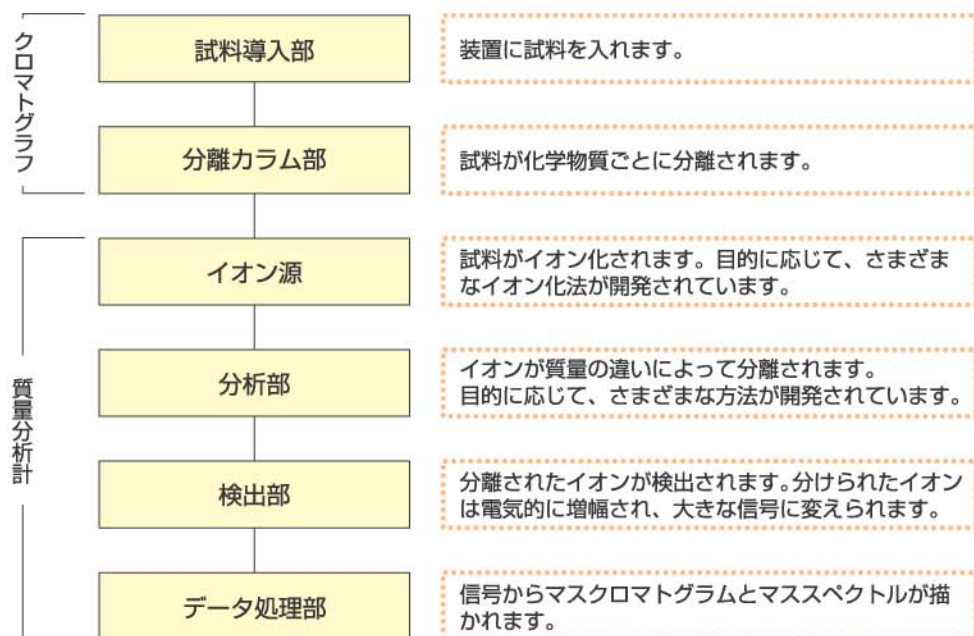 クロマトグラフ
試料導入部
装置に試料を入れます。
分離カラム部
試料が化学物質ごとに分離されます。
質量分析計
イオン源
試料がイオン化されます。目的に応じて、さまざま
なイオン化法が開発されています。
分析部
イオンが質量の違いによって分離されます。
目的に応じて、さまざまな方法が開発されています。
検出部
分離されたイオンが検出されます。分けられたイオン
は電気的に増幅され、大きな信号に変えられます。
データ処理部
信号からマスクロマトグラムとマススペクトルが描
かれます。